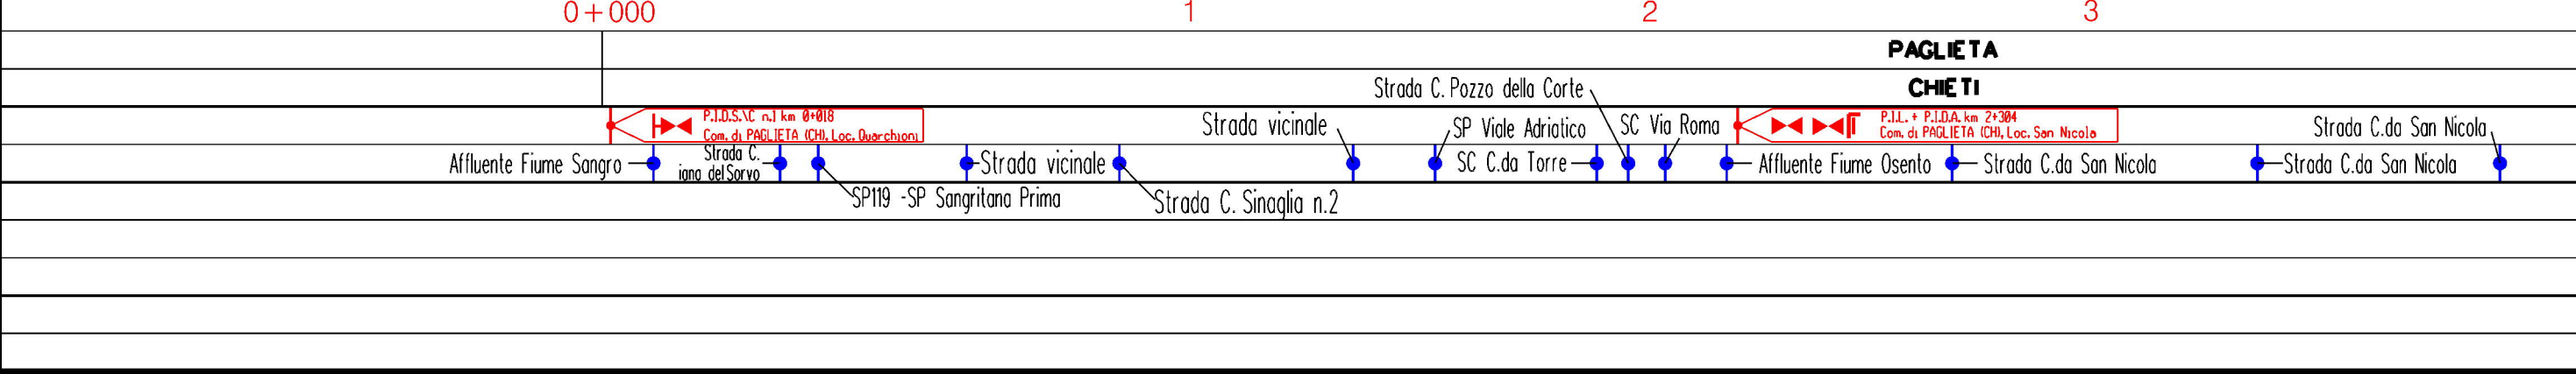 0+000 1 2 3
PAGLIETA
Strada C. Pozzo della Corte
CHIETI
P.I.D.S.\C n.1 km 0+018
Com. di PAGLIETA (CH), Loc. Quarchioni
Strada vicinale
SP Viale Adriatico
SC Via Roma
P.I.L. + P.I.D.A. km 2+304
Com. di PAGLIETA (CH), Loc. San Nicola
Strada C.da San Nicola
Affluente Fiume Sangro
Strada C.
iana del Sorvo
Strada vicinale
SC C.da Torre
Affluente Fiume Osento
Strada C.da San Nicola
Strada C.da San Nicola
SP119 -SP Sangritana Prima
Strada C. Sinaglia n.2